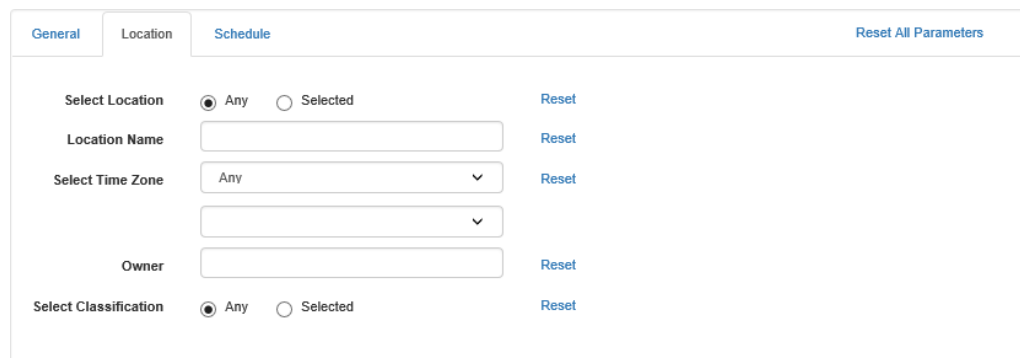 General Location Schedule Reset All Parameters
Select Location Any Selected Reset
Location Name Reset
Select Time Zone Any Reset
Owner Reset
Select Classification Any Selected Reset